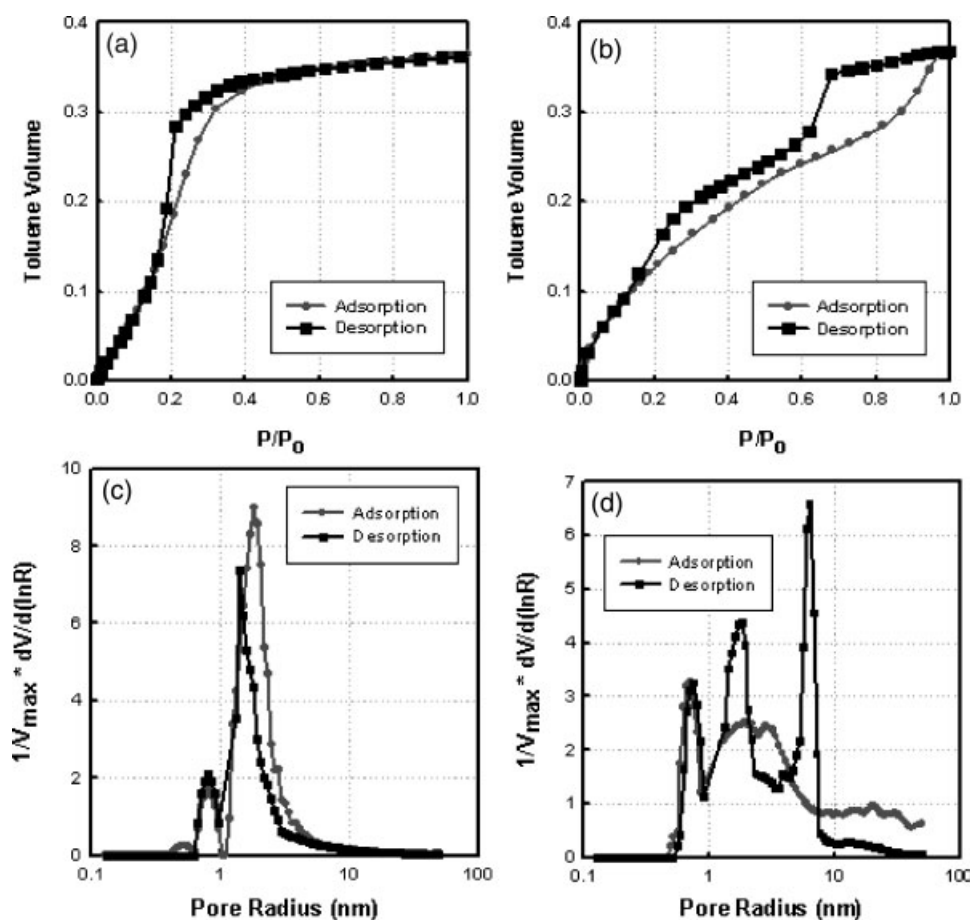 (a)
0.4
0.3
0.2
0.1
0.0
Toluene Volume
Adsorption
Desorption
0.0 0.2 0.4 0.6 0.8 1.0
P/P0
(b)
0.4
0.3
0.2
0.1
0.0
Toluene Volume
Adsorption
Desorption
0.0 0.2 0.4 0.6 0.8 1.0
P/P0
(c)
10
8
6
4
2
0
1/Vmax * dV/d(lnR)
Adsorption
Desorption
0.1 1 10 100
Pore Radius (nm)
(d)
7
6
5
4
3
2
1
0
1/Vmax * dV/d(lnR)
Adsorption
Desorption
0.1 1 10 100
Pore Radius (nm)